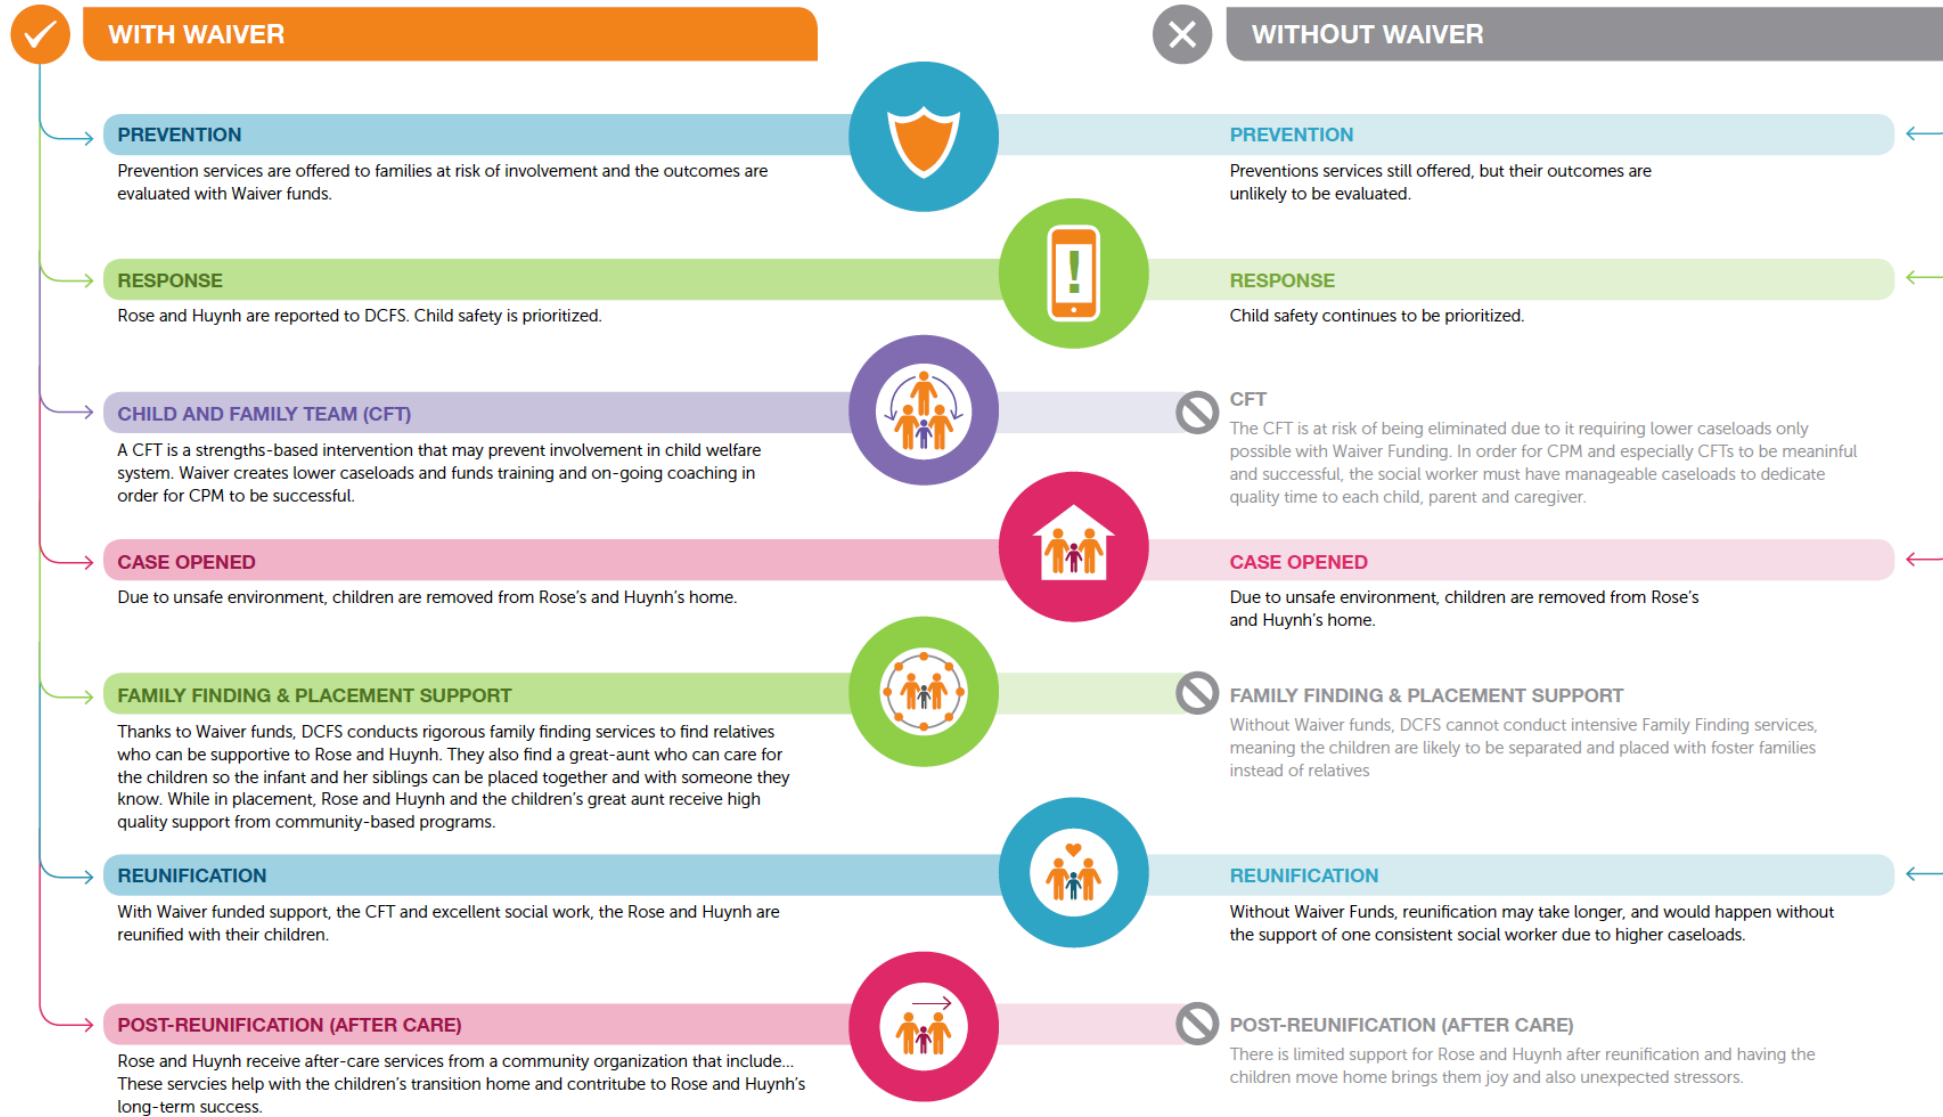 WITH WAIVER
WITHOUT WAIVER
PREVENTION
Prevention services are offered to families at risk of involvement and the outcomes are
evaluated with Waiver funds.
PREVENTION
Preventions services still offered, but their outcomes are
unlikely to be evaluated.
RESPONSE
Rose and Huynh are reported to DCFS. Child safety is prioritized.
!
RESPONSE
Child safety continues to be prioritized.
CHILD AND FAMILY TEAM (CFT)
A CFT is a strengths-based intervention that may prevent involvement in child welfare
system. Waiver creates lower caseloads and funds training and on-going coaching in
order for CPM to be successful.
CFT
The CFT is at risk of being eliminated due to it requiring lower caseloads only
possible with Waiver Funding. In order for CPM and especially CFTs to be meaninful
and successful, the social worker must have manageable caseloads to dedicate
quality time to each child, parent and caregiver.
CASE OPENED
Due to unsafe environment, children are removed from Rose's and Huynh's home.
CASE OPENED
Due to unsafe environment, children are removed from Rose's
and Huynh's home.
FAMILY FINDING & PLACEMENT SUPPORT
Thanks to Waiver funds, DCFS conducts rigorous family finding services to find relatives
who can be supportive to Rose and Huynh. They also find a great-aunt who can care for
the children so the infant and her siblings can be placed together and with someone they
know. While in placement, Rose and Huynh and the children's great aunt receive high
quality support from community-based programs.
FAMILY FINDING & PLACEMENT SUPPORT
Without Waiver funds, DCFS cannot conduct intensive Family Finding services,
meaning the children are likely to be separated and placed with foster families
instead of relatives
REUNIFICATION
With Waiver funded support, the CFT and excellent social work, the Rose and Huynh are
reunified with their children.
REUNIFICATION
Without Waiver Funds, reunification may take longer, and would happen without
the support of one consistent social worker due to higher caseloads.
POST-REUNIFICATION (AFTER CARE)
Rose and Huynh receive after-care services from a community organization that include...
These servcies help with the children's transition home and contritube to Rose and Huynh's
long-term success.
POST-REUNIFICATION (AFTER CARE)
There is limited support for Rose and Huynh after reunification and having the
children move home brings them joy and also unexpected stressors.